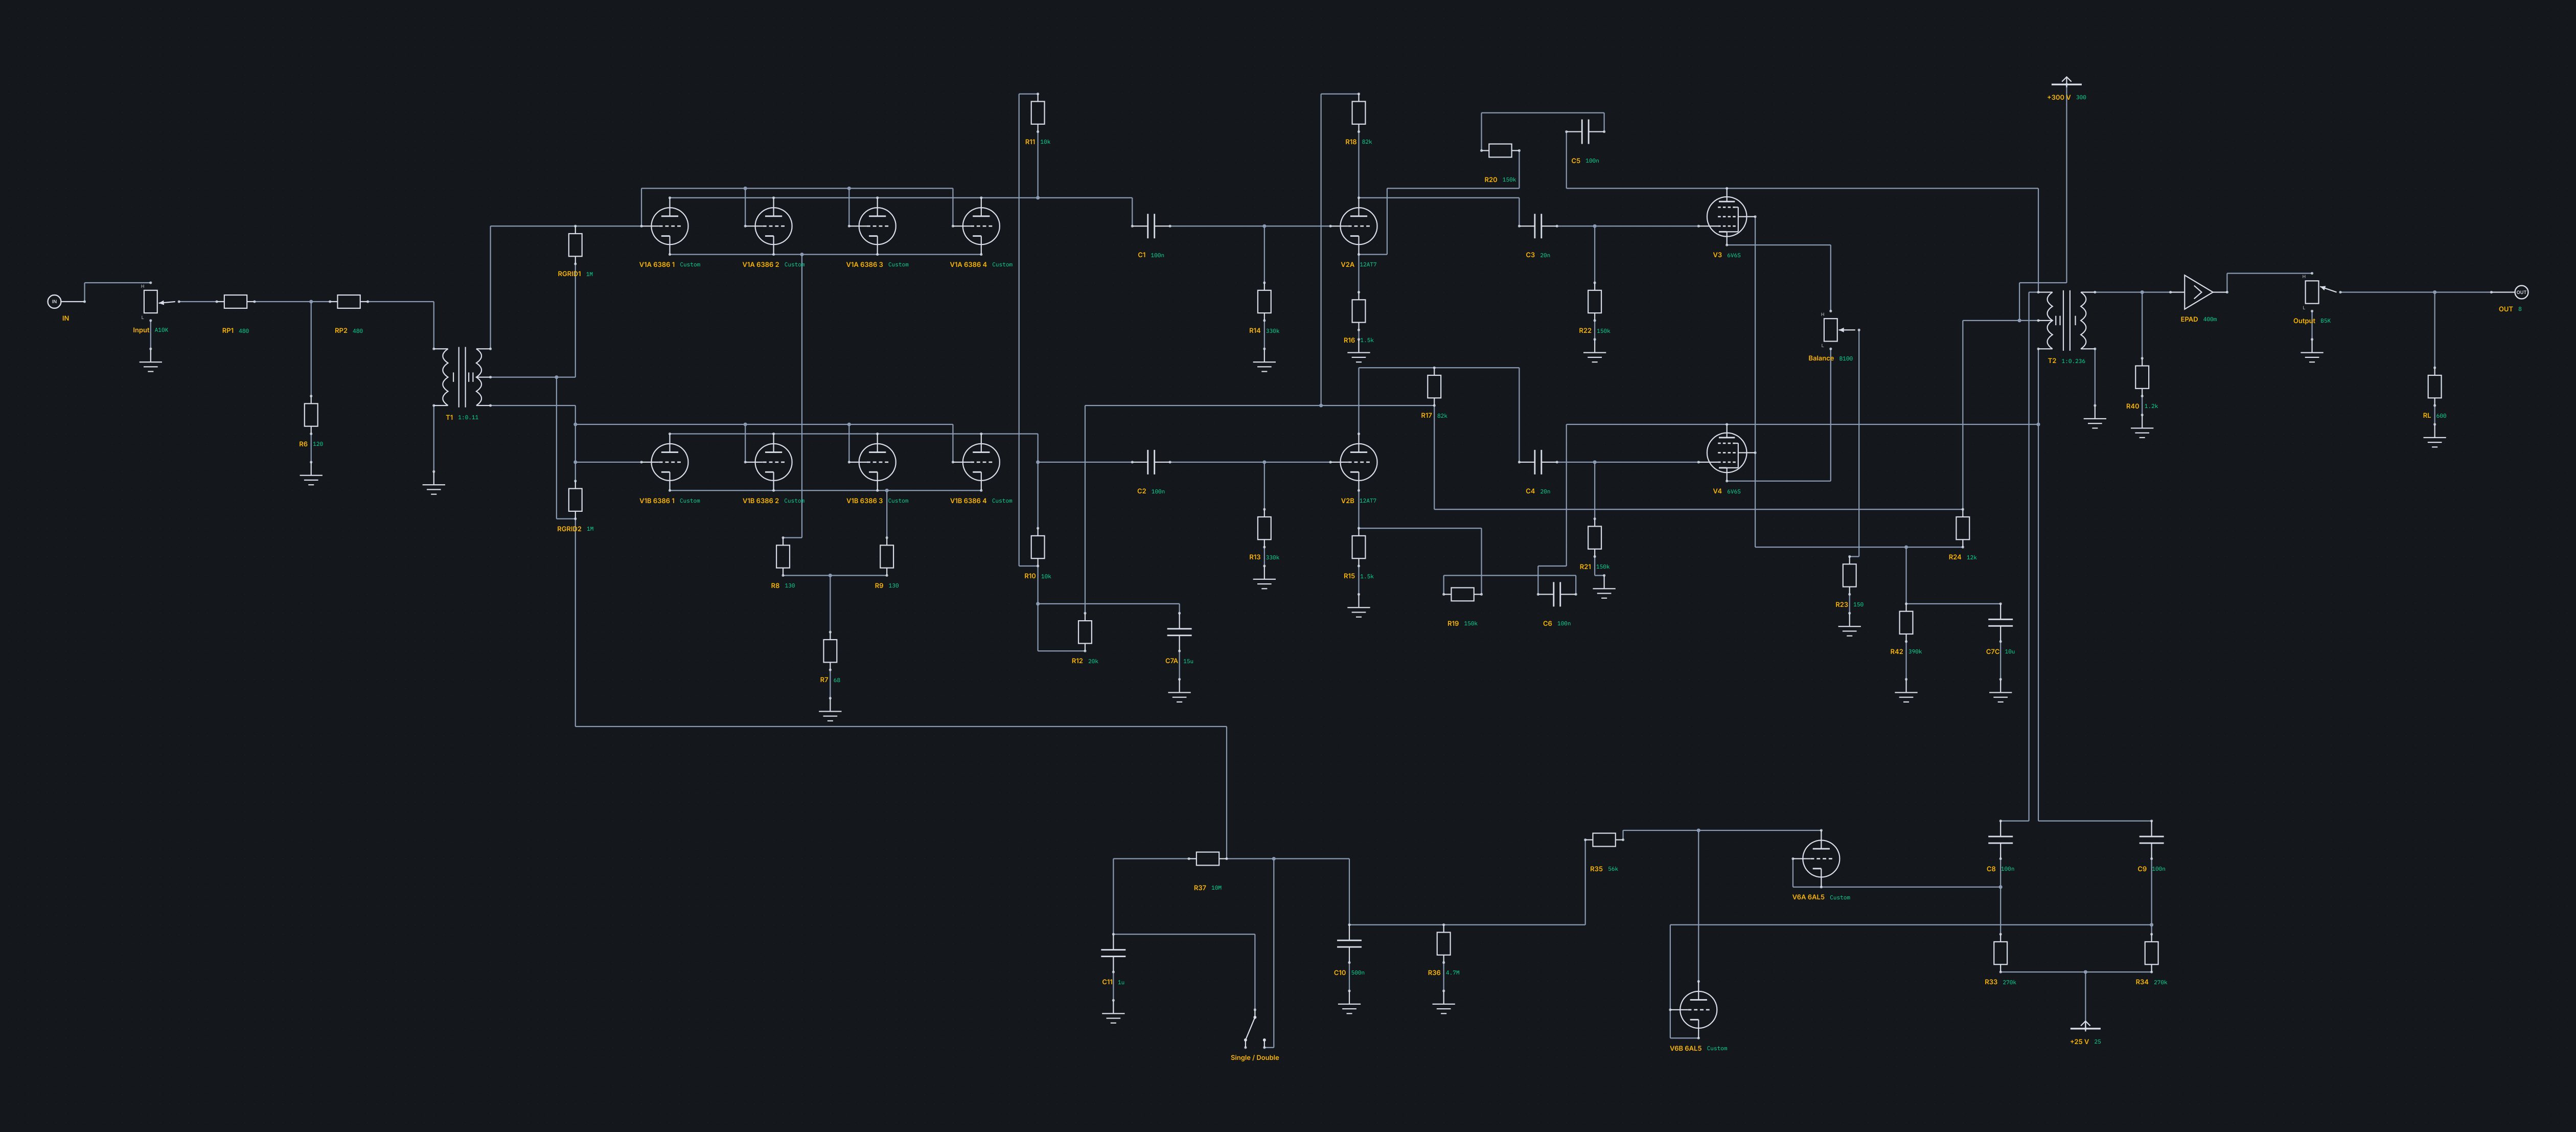 +300 V 300
R11 10k
R18 82k
C5 100n
R20 150k
V1A 6386 1 Custom
V1A 6386 2 Custom
V1A 6386 3 Custom
V1A 6386 4 Custom
C1 100n
V2A 12AT7
C3 20n
V3 6V6S
RGRID1 1M
H
L
IN
IN
Input A10K
RP1 480
RP2 480
R14 330k
R16 1.5k
R22 150k
H
L
Balance B100
T2 1:0.236
EPAD 400m
H
L
Output B5K
OUT
OUT 0
T1 1:0.11
R6 120
R17 82k
R40 1.2k
RL 600
V1B 6386 1 Custom
V1B 6386 2 Custom
V1B 6386 3 Custom
V1B 6386 4 Custom
C2 100n
V2B 12AT7
C4 20n
V4 6V6S
RGRID2 1M
R8 130
R9 130
R10 10k
R13 330k
R15 1.5k
R21 150k
R24 12k
R19 150k
C6 100n
R23 150
R12 20k
C7A 15u
R42 390k
C7C 10u
R7 68
R37 10M
R35 56k
V6A 6AL5 Custom
C8 100n
C9 100n
C11 1u
C10 500n
R36 4.7M
R33 270k
R34 270k
Single / Double
V6B 6AL5 Custom
+25 V 25